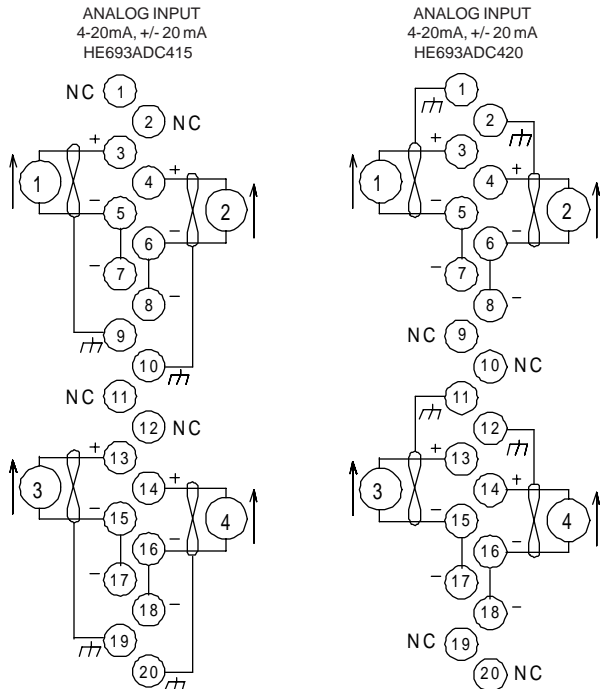 ANALOG INPUT
4-20mA, +/- 20 mA
HE693ADC415
NC 1
2 NC
+ 3
4 +
1
- 5
2
6 -
- 7
8 -
9
10
NC 11
12 NC
+ 13
14 +
3
- 15
4
16 -
- 17
18 -
19
20
ANALOG INPUT
4-20mA, +/- 20 mA
HE693ADC420
1
2
+ 3
4 +
1
- 5
2
6 -
- 7
8 -
NC 9
10 NC
11
12
+ 13
14 +
3
- 15
4
16 -
- 17
18 -
NC 19
20 NC